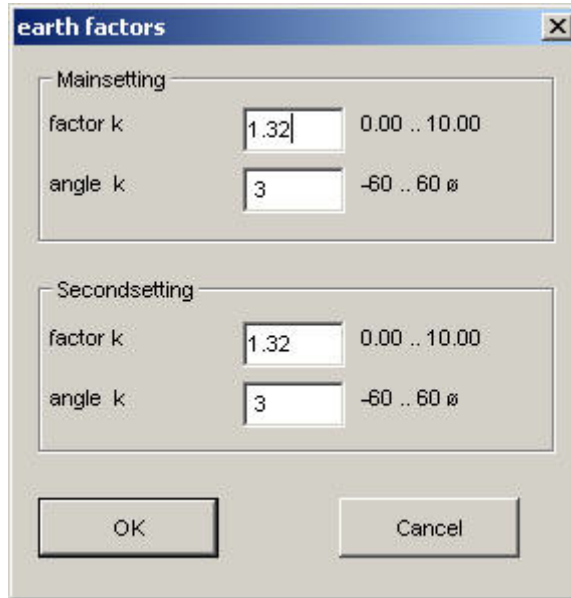 earth factors
Mainsetting
factor k 1.32 0.00 .. 10.00
angle k 3 -60 .. 60 ø
Secondsetting
factor k 1.32 0.00 .. 10.00
angle k 3 -60 .. 60 ø
OK Cancel